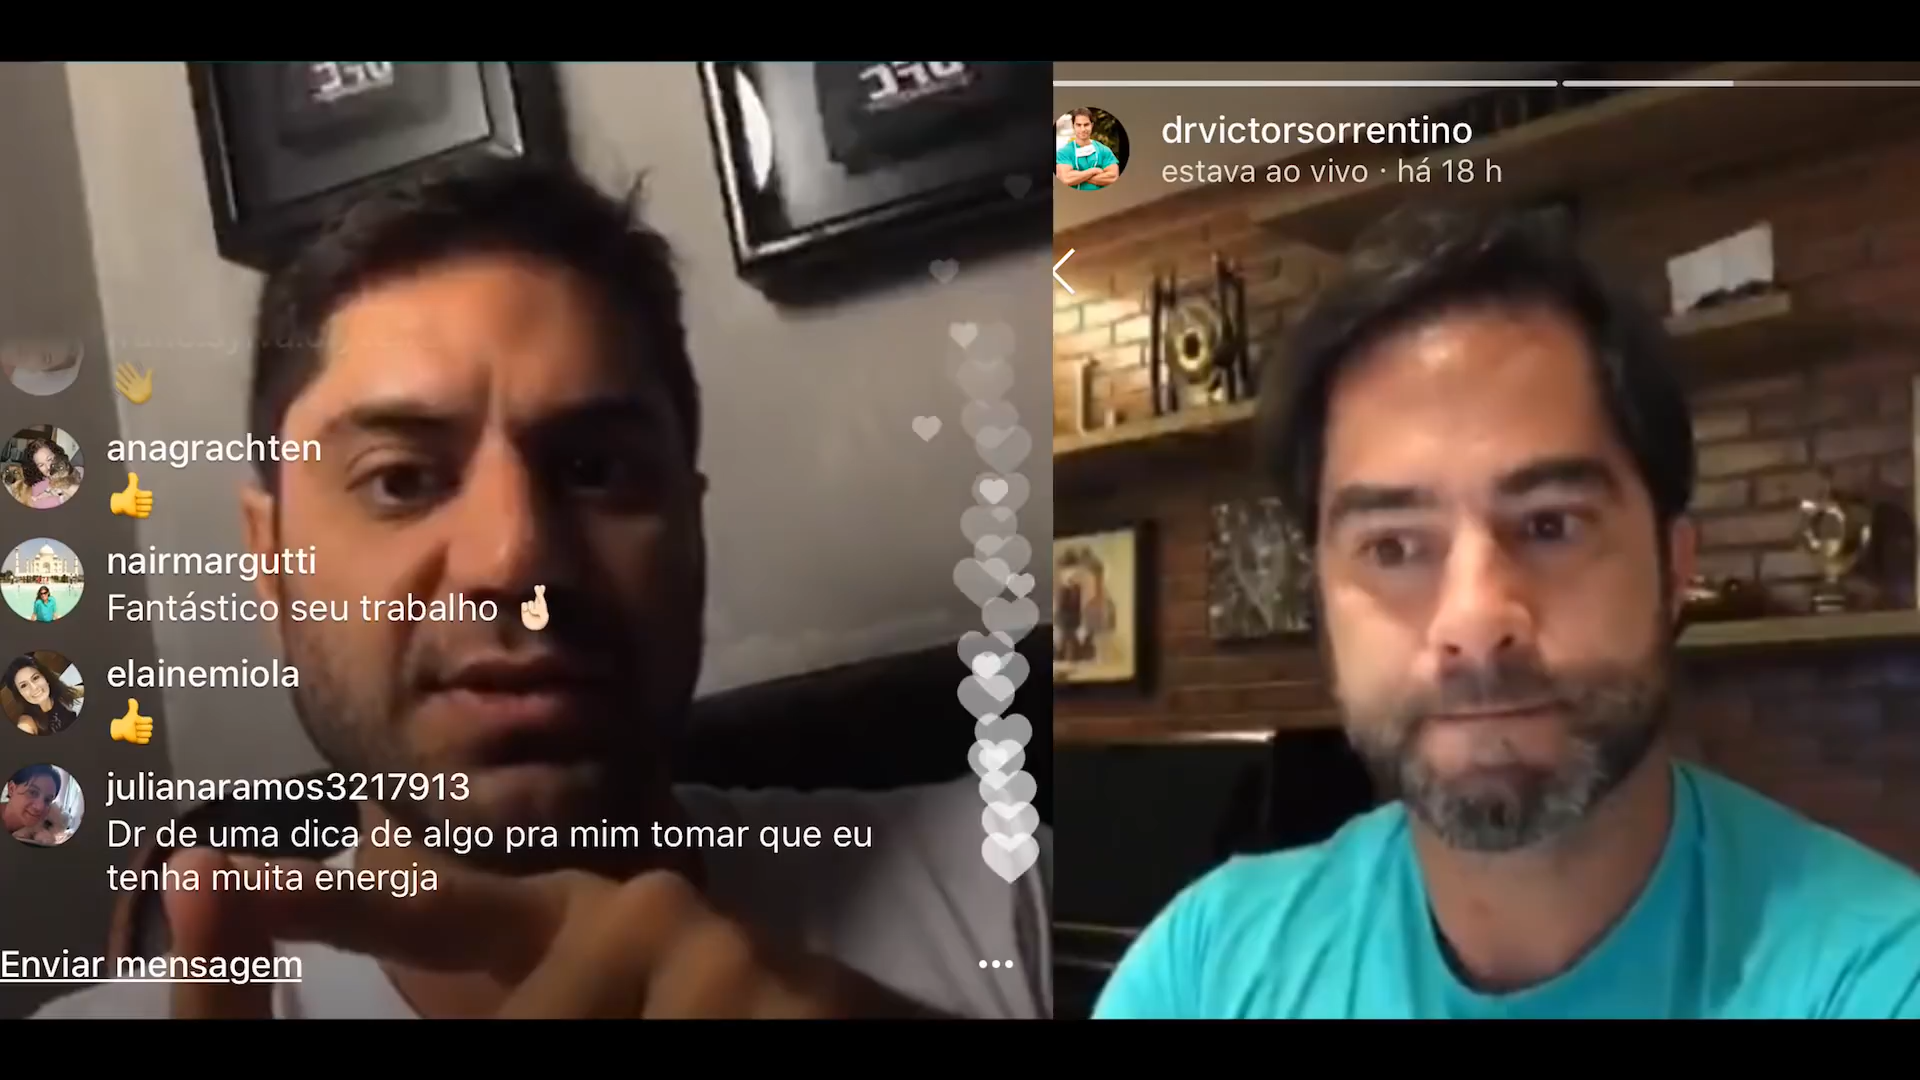 drvictorsorrentino
estava ao vivo · há 18 h
anagrachten
nairmargutti
Fantástico seu trabalho
elainemiola
julianaramos3217913
Dr de uma dica de algo pra mim tomar que eu
tenha muita energja
Enviar mensagem